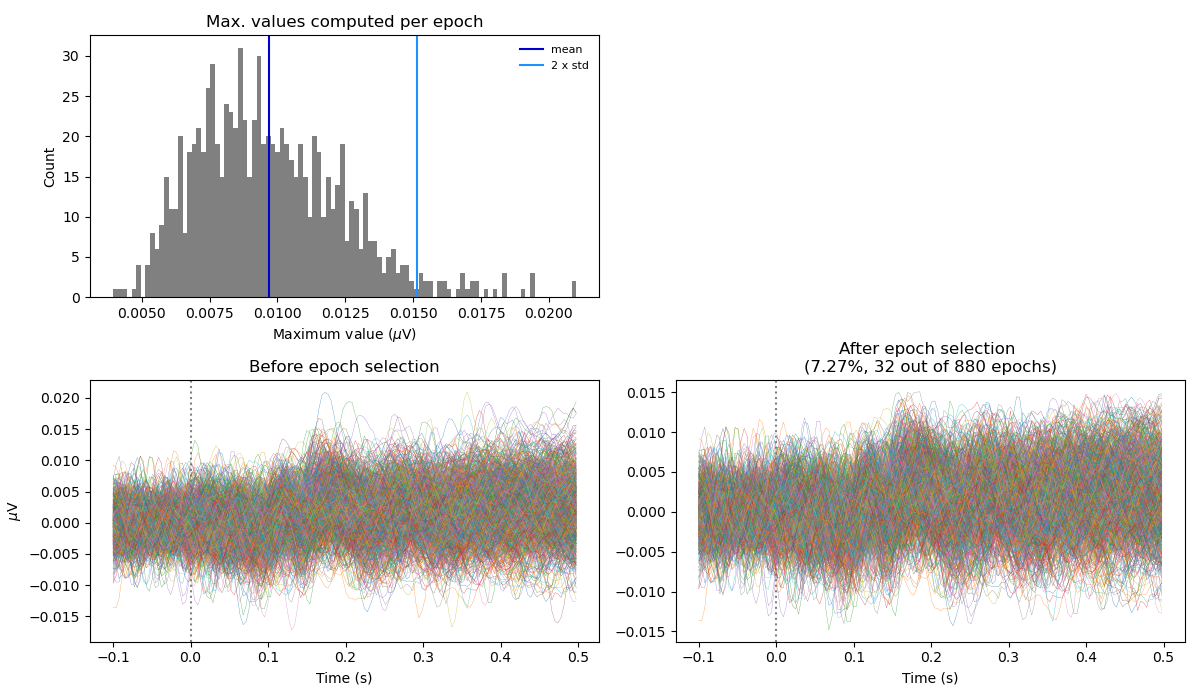 Max. values computed per epoch
30
25
20
15
10
5
0
Count
mean
2 x std
0.0050 0.0075 0.0100 0.0125 0.0150 0.0175 0.0200
Maximum value (μV)
Before epoch selection
0.020
0.015
0.010
0.005
0.000
−0.005
−0.010
−0.015
μV
−0.1 0.0 0.1 0.2 0.3 0.4 0.5
Time (s)
After epoch selection
(7.27%, 32 out of 880 epochs)
0.015
0.010
0.005
0.000
−0.005
−0.010
−0.015
−0.1 0.0 0.1 0.2 0.3 0.4 0.5
Time (s)